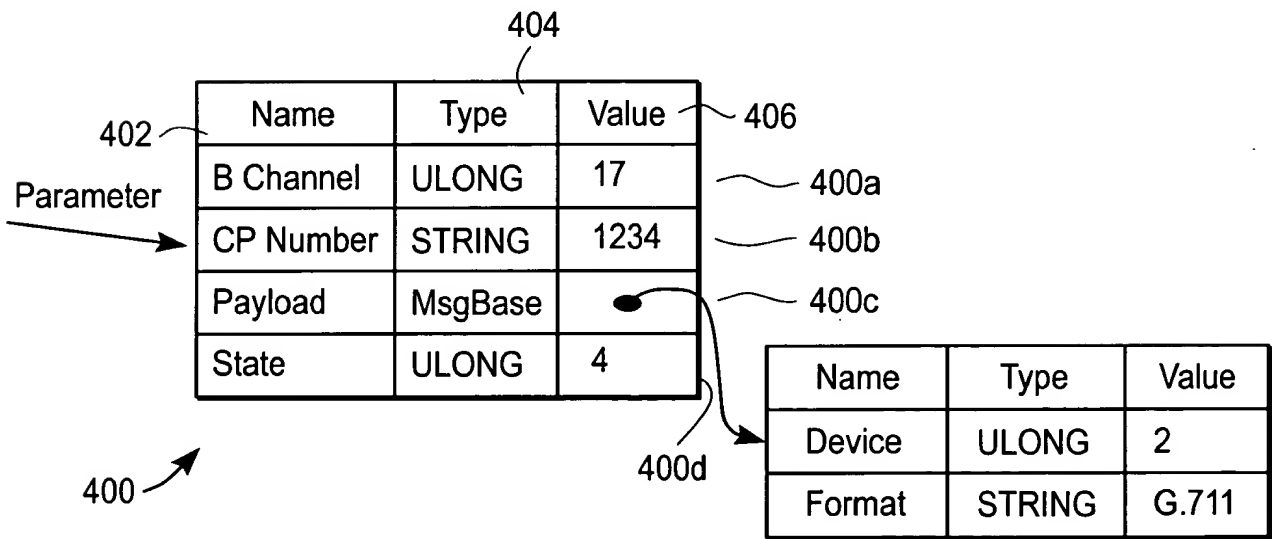 404
Name Type Value
402
406
B Channel ULONG 17
400a
Parameter
CP Number STRING 1234
400b
Payload MsgBase
400c
State ULONG 4
400d
400
Name Type Value
Device ULONG 2
Format STRING G.711